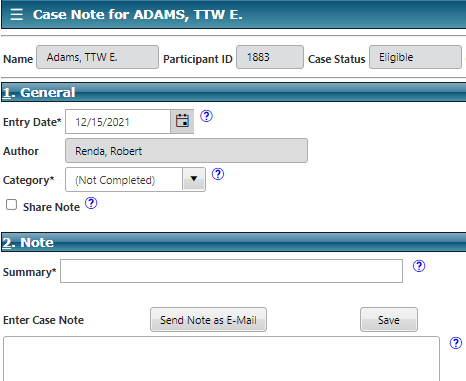 ☰ Case Note for ADAMS, TTW E.
Name Adams, TTW E. Participant ID 1883 Case Status Eligible
1. General
Entry Date* 12/15/2021 ?
Author Renda, Robert
Category* (Not Completed) ?
Share Note ?
2. Note
Summary* ?
Enter Case Note Send Note as E-Mail Save
?